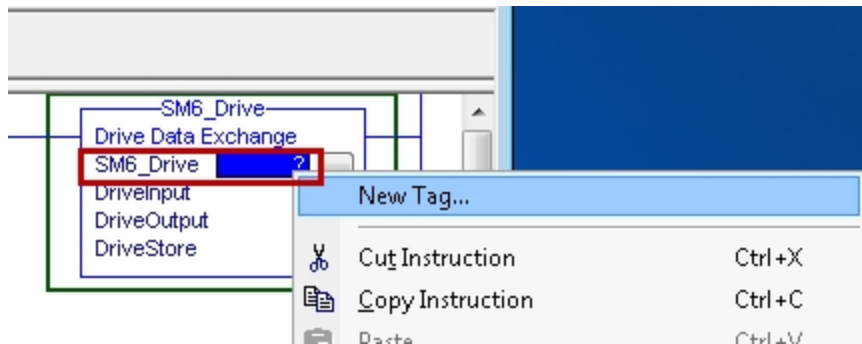 SM6_Drive
Drive Data Exchange
SM6_Drive ?
DriveInput
DriveOutput
DriveStore
New Tag...
Cut Instruction Ctrl+X
Copy Instruction Ctrl+C
Paste Ctrl+V